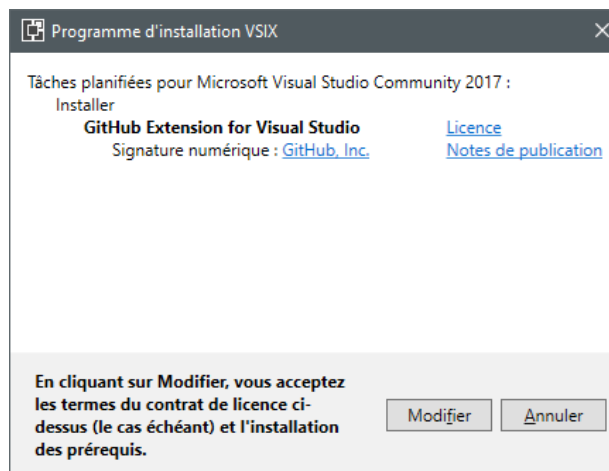 Programme d'installation VSIX
Tâches planifiées pour Microsoft Visual Studio Community 2017 :
Installer
GitHub Extension for Visual Studio Licence
Signature numérique : GitHub, Inc. Notes de publication
En cliquant sur Modifier, vous acceptez
les termes du contrat de licence ci-
dessus (le cas échéant) et l'installation
des prérequis.
Modifier Annuler